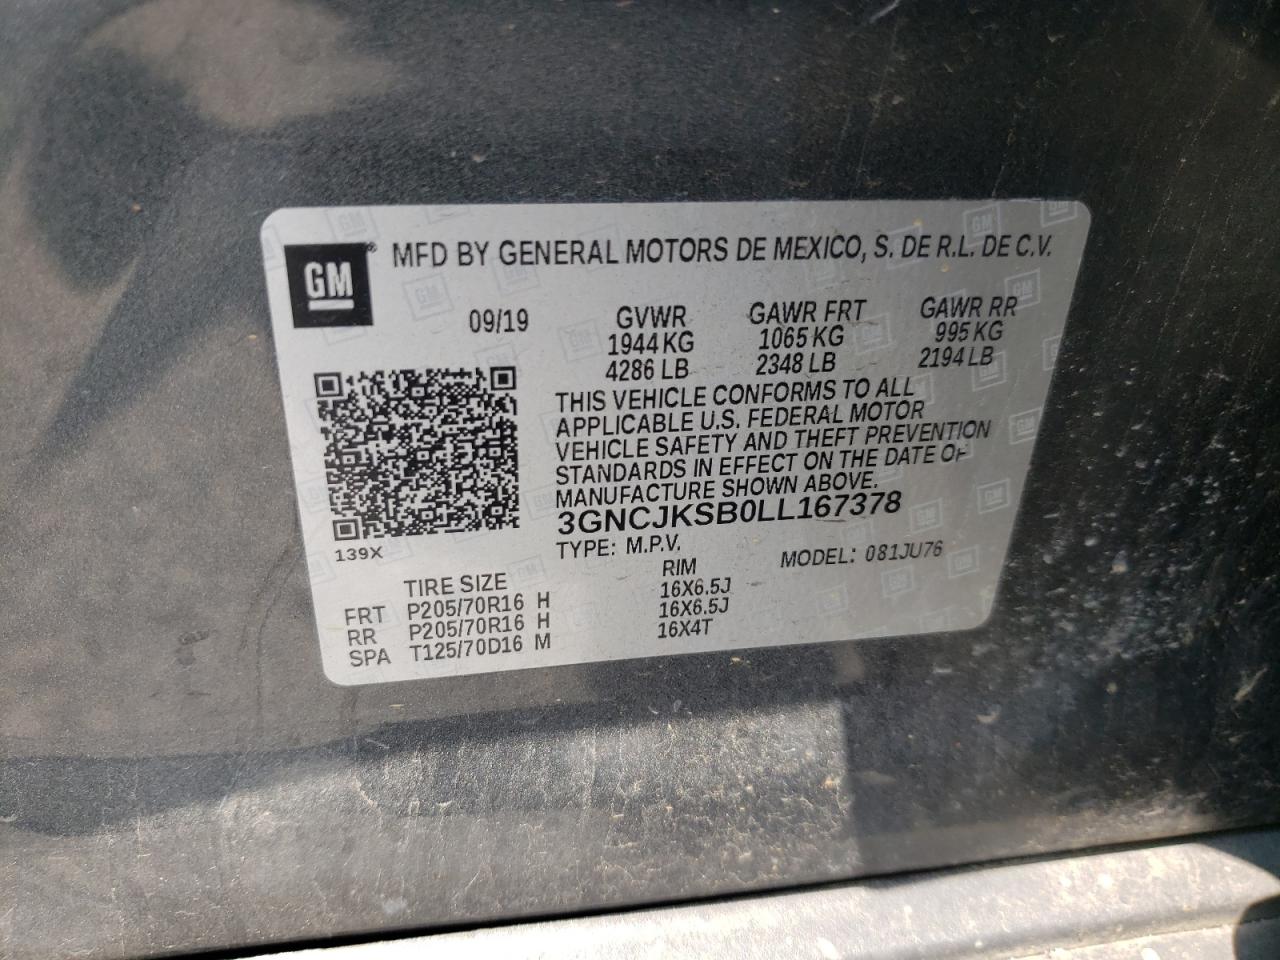 GM
MFD BY GENERAL MOTORS DE MEXICO, S. DE R.L. DE C.V.
09/19 GVWR GAWR FRT GAWR RR
1944 KG 1065 KG 995 KG
4286 LB 2348 LB 2194 LB
THIS VEHICLE CONFORMS TO ALL
APPLICABLE U.S. FEDERAL MOTOR
VEHICLE SAFETY AND THEFT PREVENTION
STANDARDS IN EFFECT ON THE DATE OF
MANUFACTURE SHOWN ABOVE.
3GNCJKSB0LL167378
139X
TYPE: M.P.V. MODEL: 081JU76
TIRE SIZE RIM
FRT P205/70R16 H 16X6.5J
RR P205/70R16 H 16X6.5J
SPA T125/70D16 M 16X4T